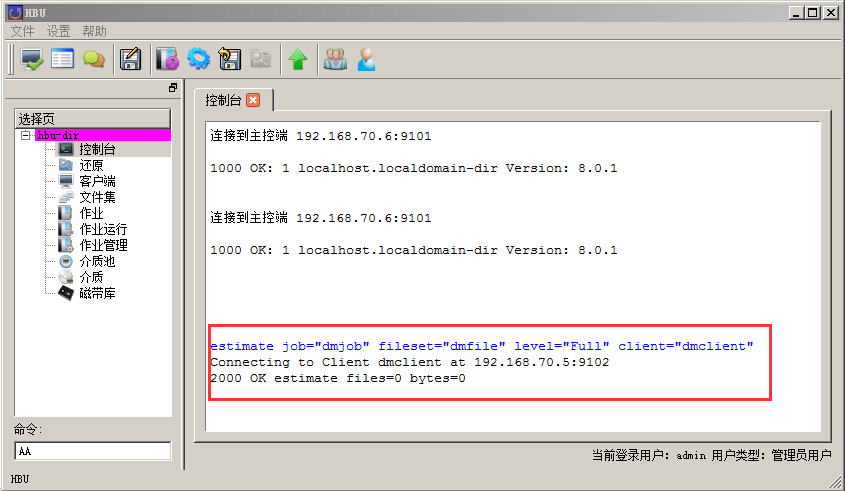 HBU
文件 设置 帮助
选择页
hbu-dir
控制台
还原
客户端
文件集
作业
作业运行
作业管理
介质池
介质
磁带库
命令:
AA
控制台
连接到主控端 192.168.70.6:9101
1000 OK: 1 localhost.localdomain-dir Version: 8.0.1
连接到主控端 192.168.70.6:9101
1000 OK: 1 localhost.localdomain-dir Version: 8.0.1
estimate job="dmjob" fileset="dmfile" level="Full" client="dmclient"
Connecting to Client dmclient at 192.168.70.5:9102
2000 OK estimate files=0 bytes=0
当前登录用户: admin 用户类型: 管理员用户
HBU